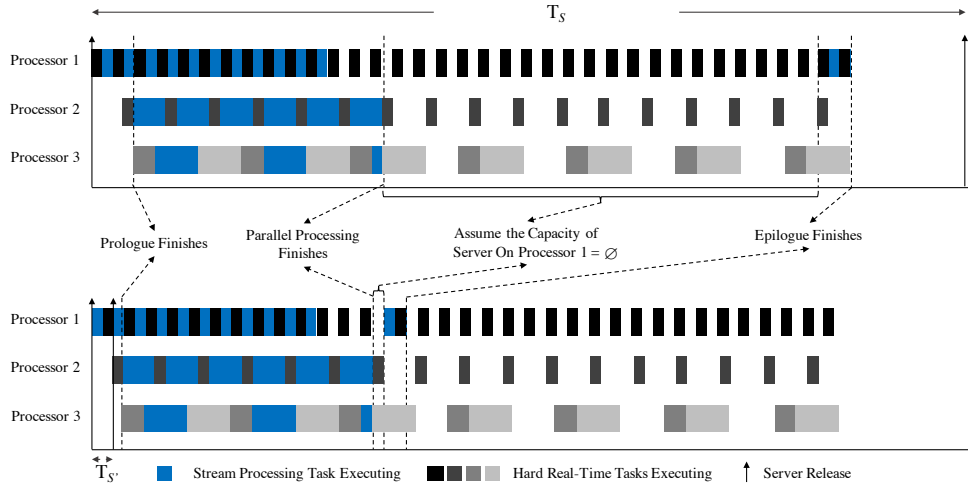 T_S
Processor 1
Processor 2
Processor 3
Prologue Finishes
Parallel Processing
Finishes
Assume the Capacity of
Server On Processor 1 = ∅
Epilogue Finishes
Processor 1
Processor 2
Processor 3
T_S'
Stream Processing Task Executing
Hard Real-Time Tasks Executing
Server Release